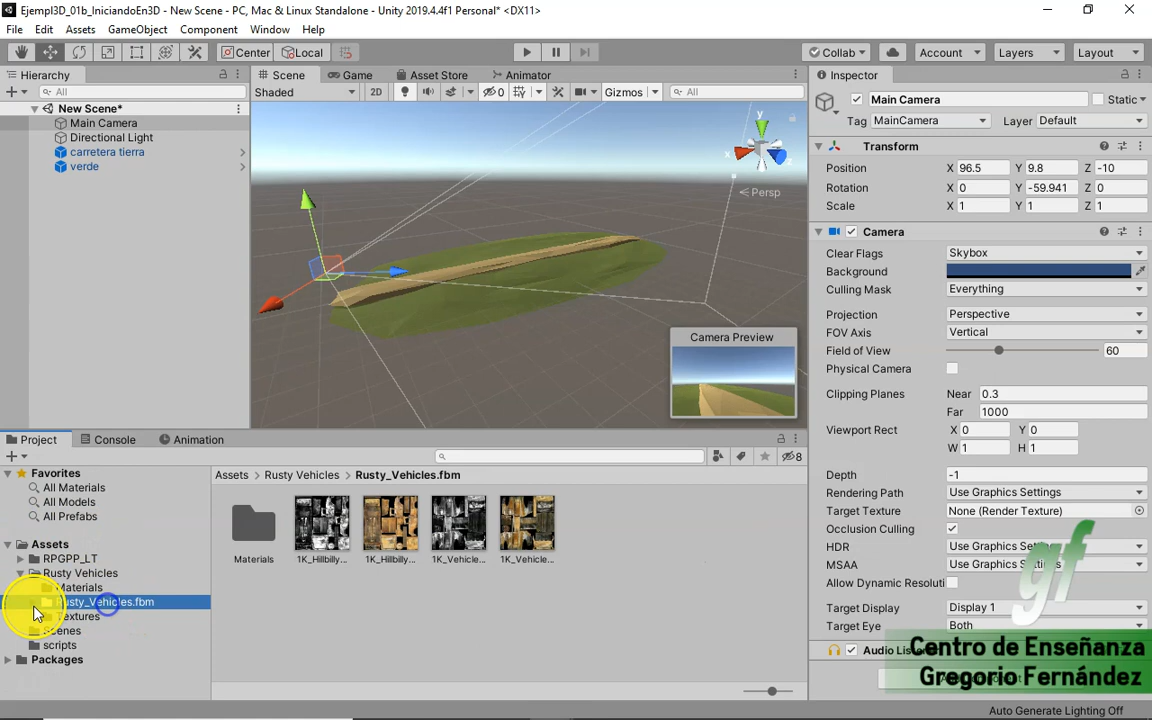 Ejempl3D_01b_IniciandoEn3D - New Scene - PC, Mac & Linux Standalone - Unity 2019.4.4f1 Personal* <DX11>
File Edit Assets GameObject Component Window Help
Center Local Collab Account Layers Layout
Hierarchy Scene Game Asset Store Animator Inspector
All Shaded 2D 0 Gizmos All Main Camera Static
New Scene*
Main Camera
Directional Light
carretera tierra
verde
y
x
z
Persp
Camera Preview
Tag MainCamera Layer Default
Transform
Position X 96.5 Y 9.8 Z -10
Rotation X 0 Y -59.941 Z 0
Scale X 1 Y 1 Z 1
Camera
Clear Flags Skybox
Background
Culling Mask Everything
Projection Perspective
FOV Axis Vertical
Field of View 60
Physical Camera
Clipping Planes Near 0.3
Far 1000
Viewport Rect X 0 Y 0
W 1 H 1
Depth -1
Rendering Path Use Graphics Settings
Target Texture None (Render Texture)
Occlusion Culling
HDR Use Graphics
MSAA Use Graphics
Allow Dynamic Resoluti
Target Display Display 1
Target Eye Both
Audio
Project Console Animation
8
Favorites
All Materials
All Models
All Prefabs
Assets
RPGPP_LT
Rusty Vehicles
Materials
Rusty_Vehicles.fbm
Textures
Scenes
scripts
Packages
Assets > Rusty Vehicles > Rusty_Vehicles.fbm
Materials 1K_Hillbilly... 1K_Hillbilly... 1K_Vehicle... 1K_Vehicle...
gf
Centro de Enseñanza
Gregorio Fernández
Auto Generate Lighting Off